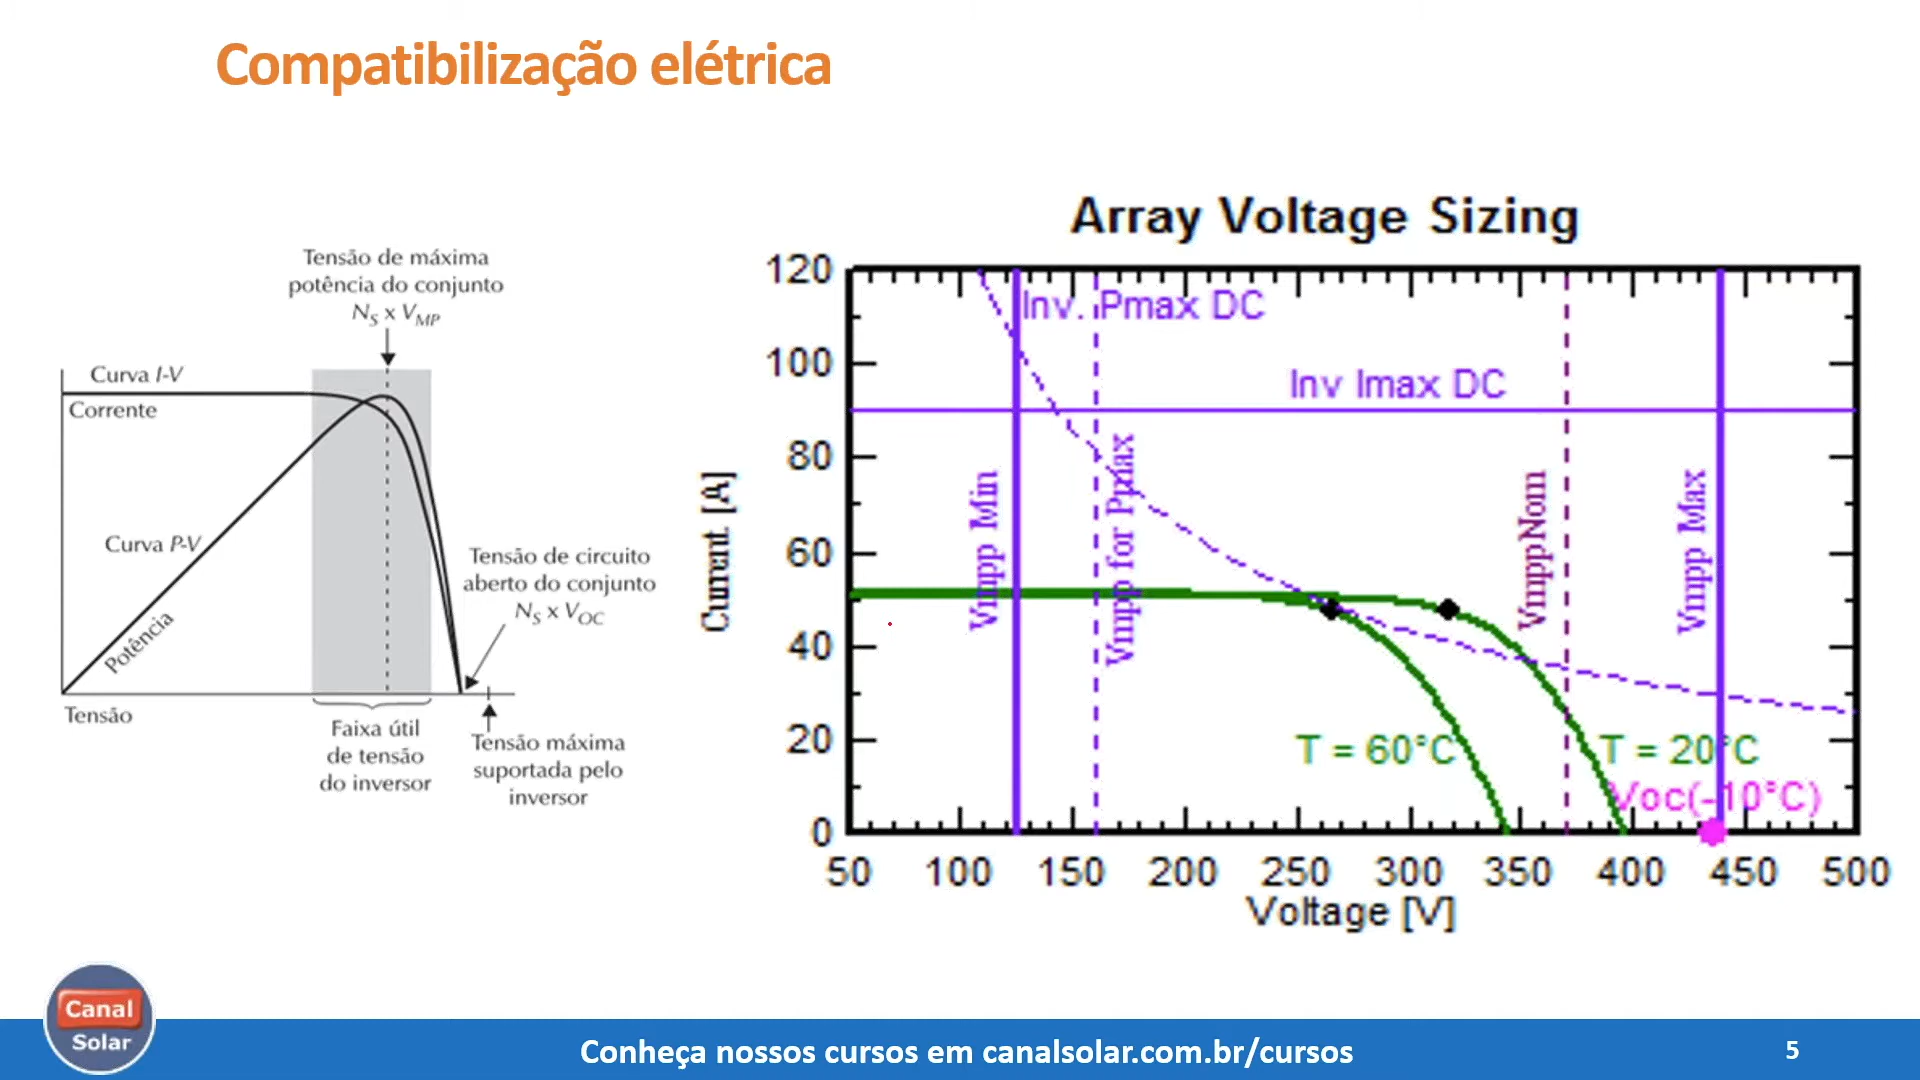 Compatibilização elétrica
Tensão de máxima
potência do conjunto
N_S x V_MP
Curva I-V
Corrente
Curva P-V
Potência
Tensão
Tensão de circuito
aberto do conjunto
N_S x V_OC
Faixa útil
de tensão
do inversor
Tensão máxima
suportada pelo
inversor
Array Voltage Sizing
Current [A]
120
100
80
60
40
20
0
Inv. Pmax DC
Inv Imax DC
Vmpp Min
Vmpp for Pmax
VmppNom
Vmpp Max
T = 60°C
T = 20°C
Voc(-10°C)
50 100 150 200 250 300 350 400 450 500
Voltage [V]
Canal
Solar
Conheça nossos cursos em canalsolar.com.br/cursos
5